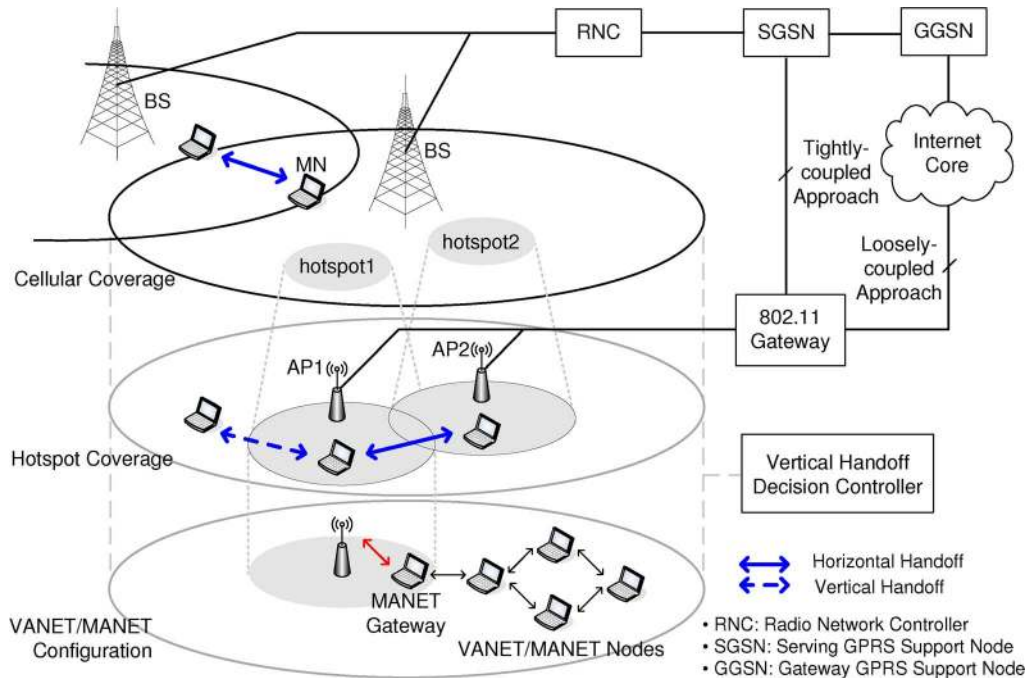 RNC
SGSN
GGSN
BS
BS
MN
Tightly-
coupled
Approach
Internet
Core
hotspot2
hotspot1
Cellular Coverage
Loosely-
coupled
Approach
802.11
Gateway
AP1
AP2
Hotspot Coverage
Vertical Handoff
Decision Controller
MANET
Gateway
VANET/MANET
Configuration
VANET/MANET Nodes
Horizontal Handoff
Vertical Handoff
• RNC: Radio Network Controller
• SGSN: Serving GPRS Support Node
• GGSN: Gateway GPRS Support Node